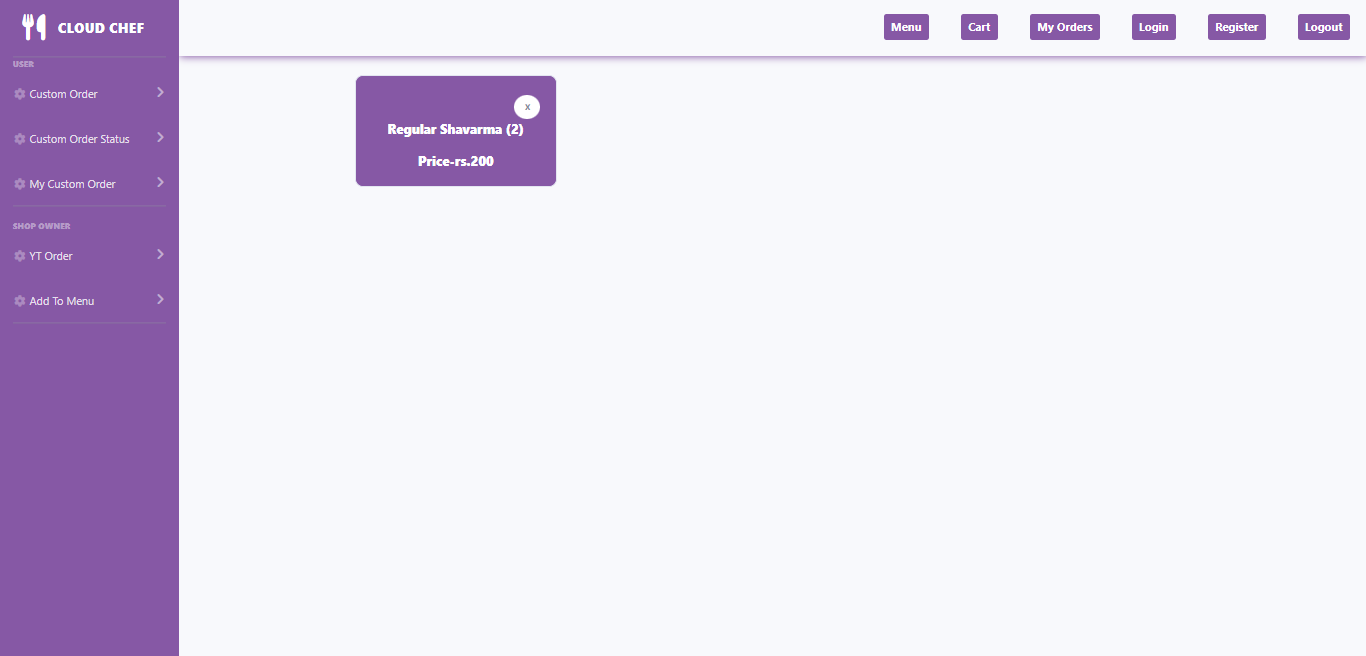 CLOUD CHEF
Menu Cart My Orders Login Register Logout
USER
Custom Order
Custom Order Status
My Custom Order
SHOP OWNER
YT Order
Add To Menu
x
Regular Shavarma (2)
Price-rs.200